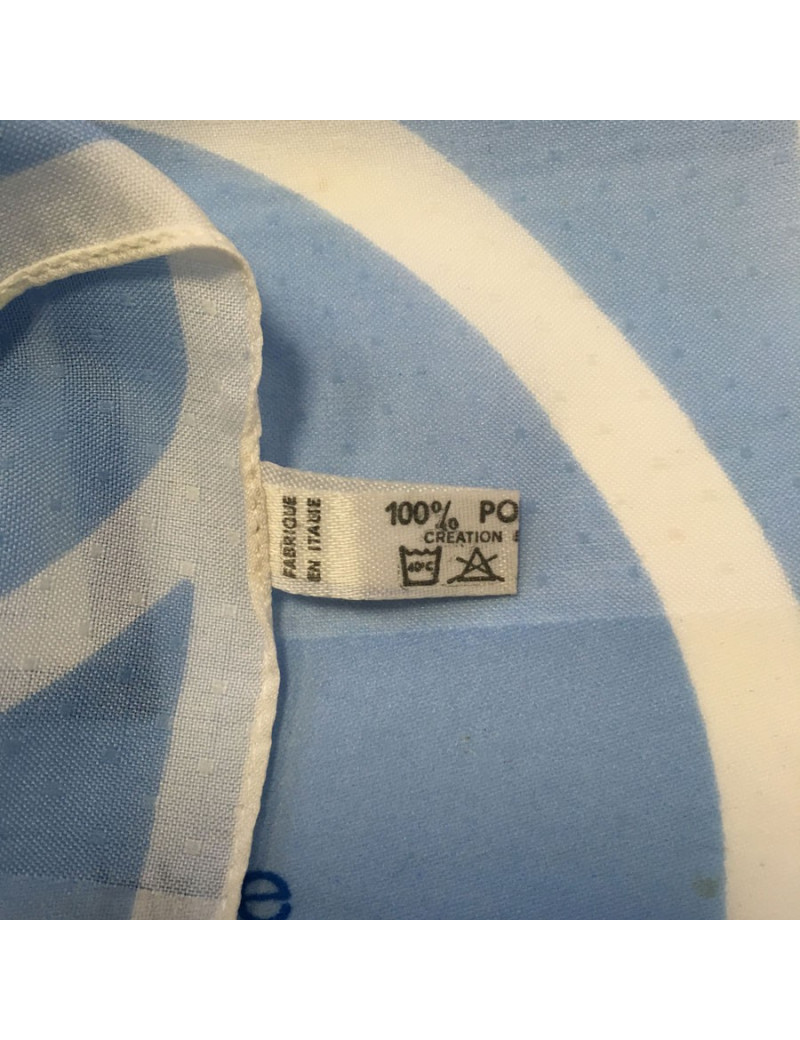 FABRIQUE
EN ITALIE
100% PO
CREATION
40°C
e